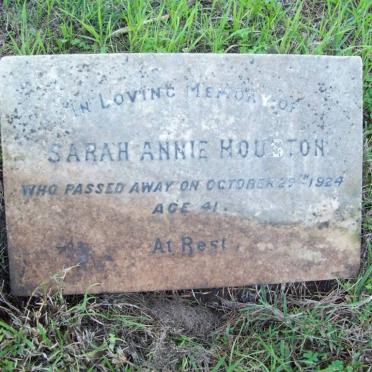 In Loving Memory of
SARAH ANNIE HOUSTON
WHO PASSED AWAY ON OCTOBER 29TH 1924
AGE 41.
At Rest.